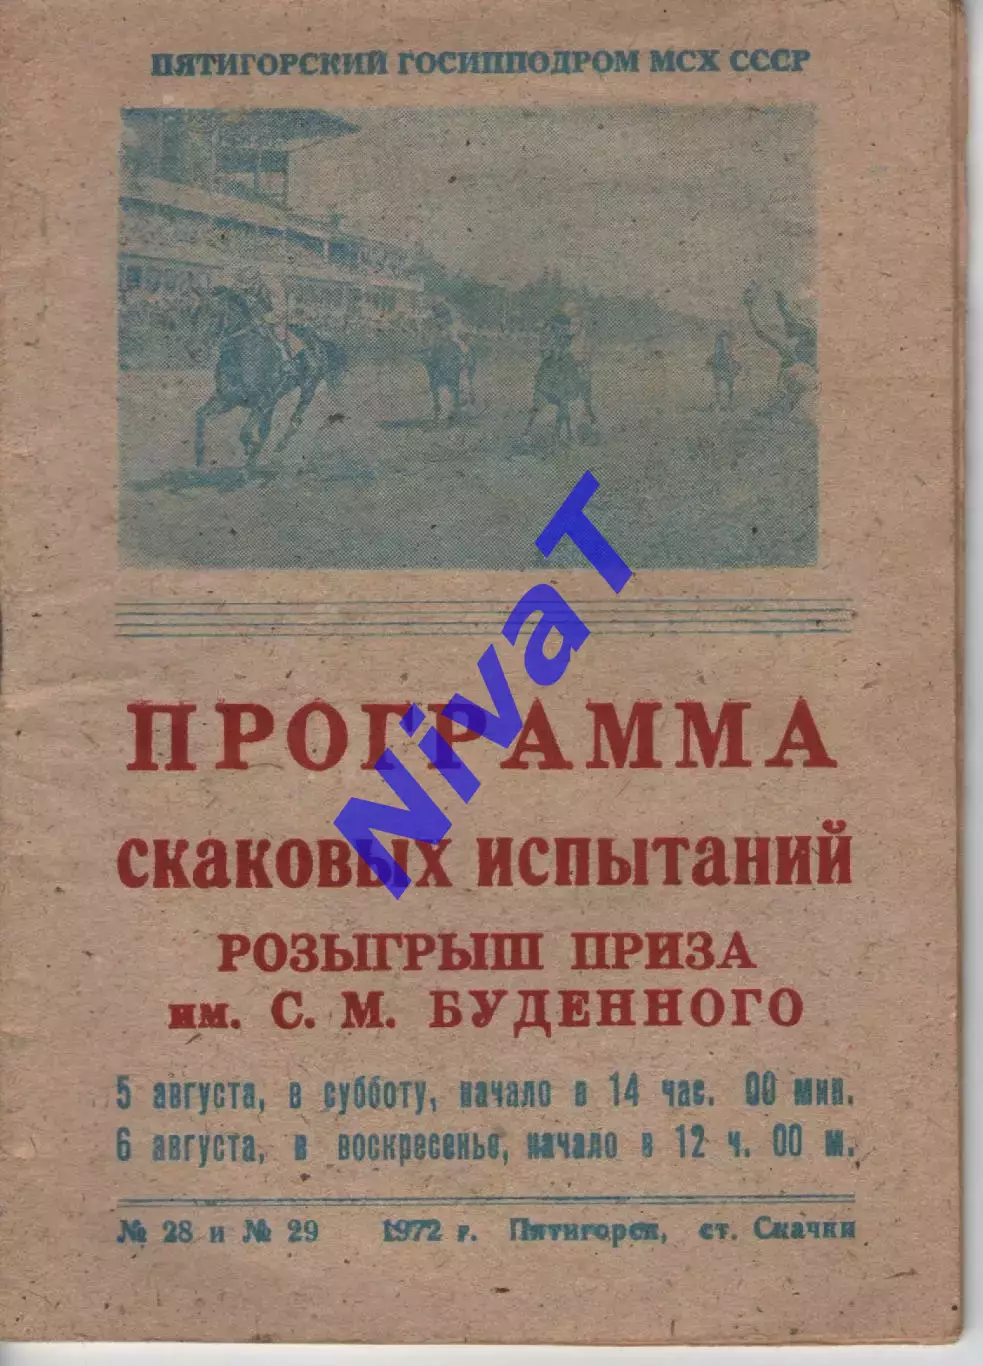 ПЯТИГОРСКИЙ ГОСИППОДРОМ МСХ СССР
NivaT
ПРОГРАММА
СКАКОВЫХ ИСПЫТАНИЙ
РОЗЫГРЫШ ПРИЗА
им. С. М. БУДЕННОГО
5 августа, в субботу, начало в 14 час. 00 мин.
6 августа, в воскресенье, начало в 12 ч. 00 м.
№ 28 и № 29 1972 г. Пятигорск, ст. Скачки